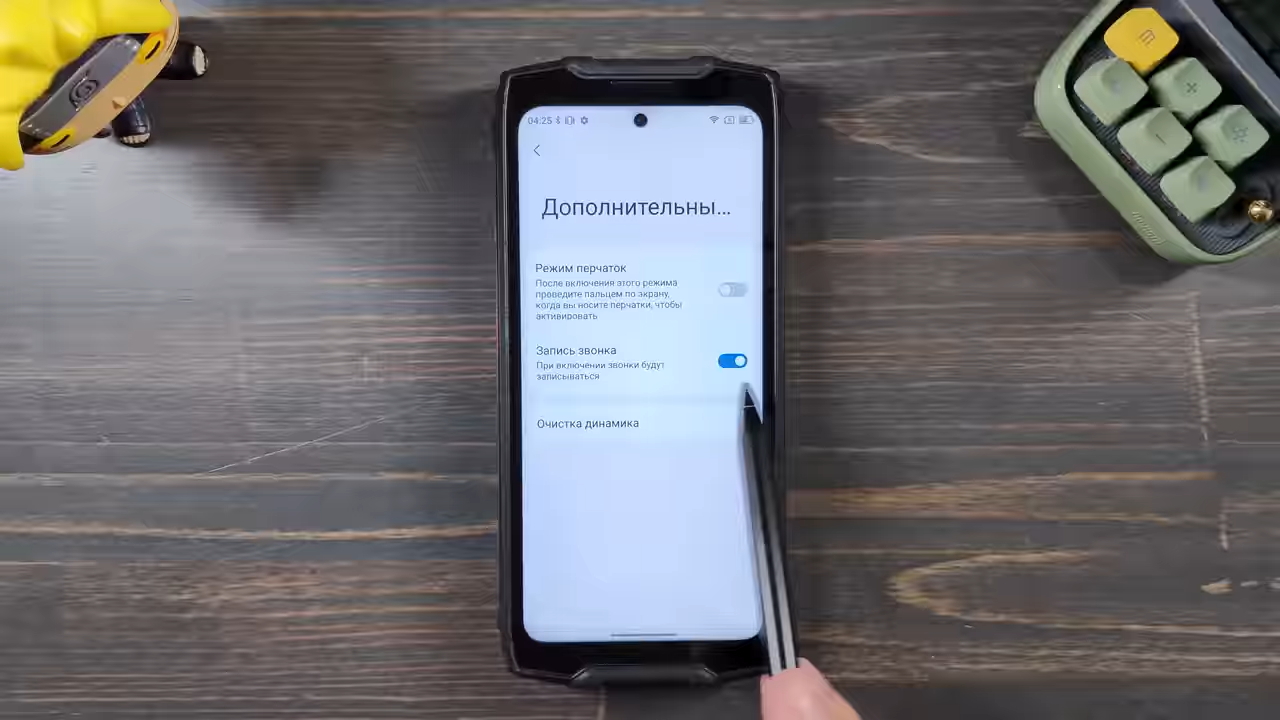 04:25
Дополнительны...
Режим перчаток
После включения этого режима
проведите пальцем по экрану,
когда вы носите перчатки, чтобы
активировать
Запись звонка
При включении звонки будут
записываться
Очистка динамика